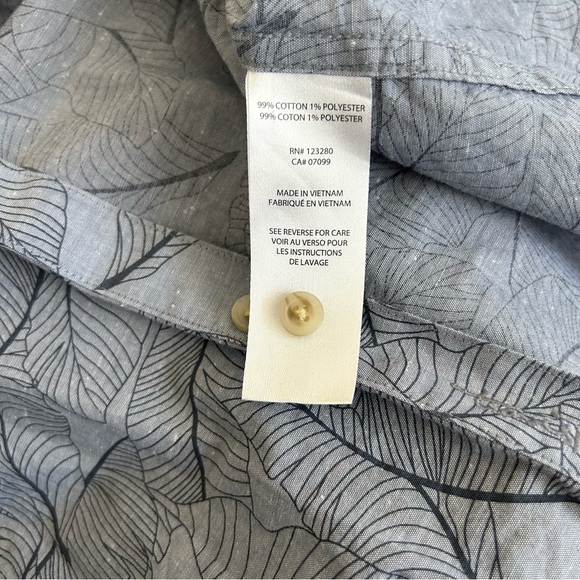 99% COTTON 1% POLYESTER
99% COTON 1% POLYESTER
RN# 123280
CA# 07099
MADE IN VIETNAM
FABRIQUÉ EN VIETNAM
SEE REVERSE FOR CARE
VOIR AU VERSO POUR
LES INSTRUCTIONS
DE LAVAGE